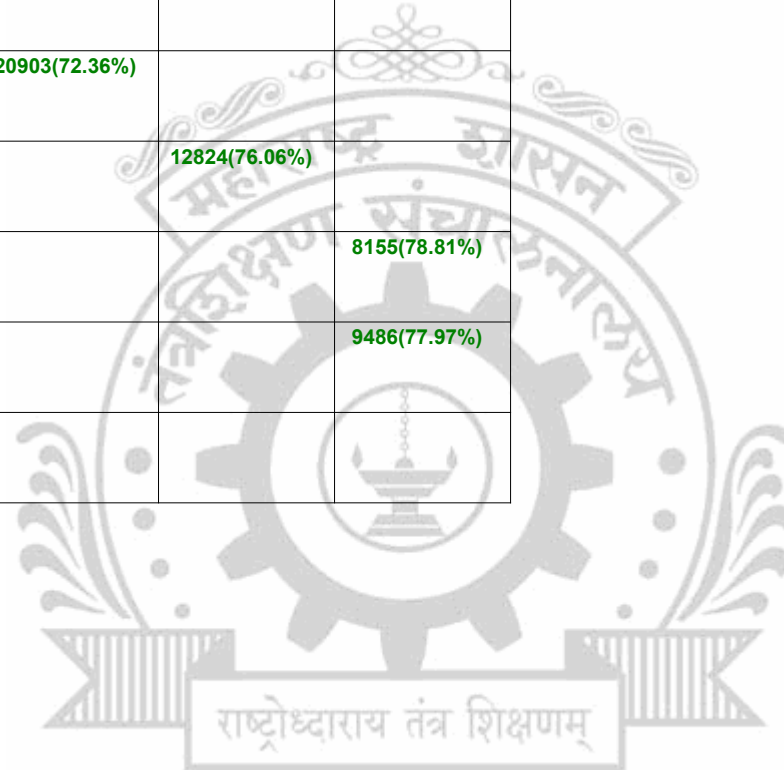 20903(72.36%)
12824(76.06%)
महाराष्ट्र शासन
8155(78.81%)
तंत्रशिक्षण संचालनालय
9486(77.97%)
राष्ट्रोध्दाराय तंत्र शिक्षणम्